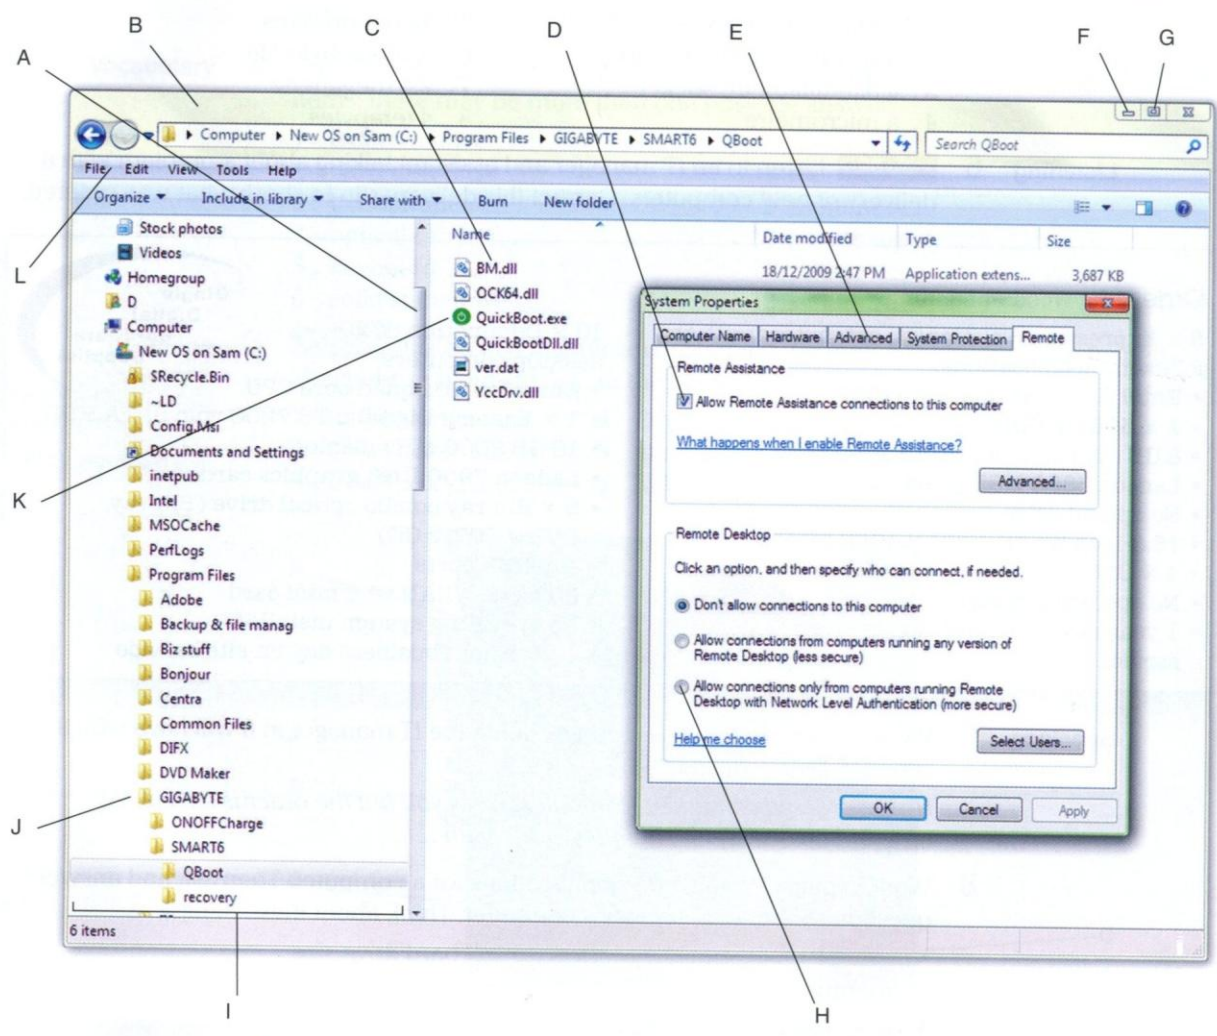 A
B
C
D
E
F
G
Computer ▸ New OS on Sam (C:) ▸ Program Files ▸ GIGABYTE ▸ SMART6 ▸ QBoot
Search QBoot
File Edit View Tools Help
Organize Include in library Share with Burn New folder
L
Stock photos
Videos
Homegroup
D
Computer
New OS on Sam (C:)
$Recycle.Bin
~LD
Config.Msi
Documents and Settings
inetpub
Intel
MSOCache
PerfLogs
Program Files
Adobe
Backup & file manag
Biz stuff
Bonjour
Centra
Common Files
DIFX
DVD Maker
GIGABYTE
ONOFFCharge
SMART6
QBoot
recovery
6 items
K
J
I
Name Date modified Type Size
BM.dll 18/12/2009 2:47 PM Application extens... 3,687 KB
OCK64.dll
QuickBoot.exe
QuickBootDll.dll
ver.dat
YccDrv.dll
System Properties
Computer Name Hardware Advanced System Protection Remote
Remote Assistance
Allow Remote Assistance connections to this computer
What happens when I enable Remote Assistance?
Advanced...
Remote Desktop
Click an option, and then specify who can connect, if needed.
Don't allow connections to this computer
Allow connections from computers running any version of
Remote Desktop (less secure)
Allow connections only from computers running Remote
Desktop with Network Level Authentication (more secure)
Help me choose
Select Users...
OK Cancel Apply
H